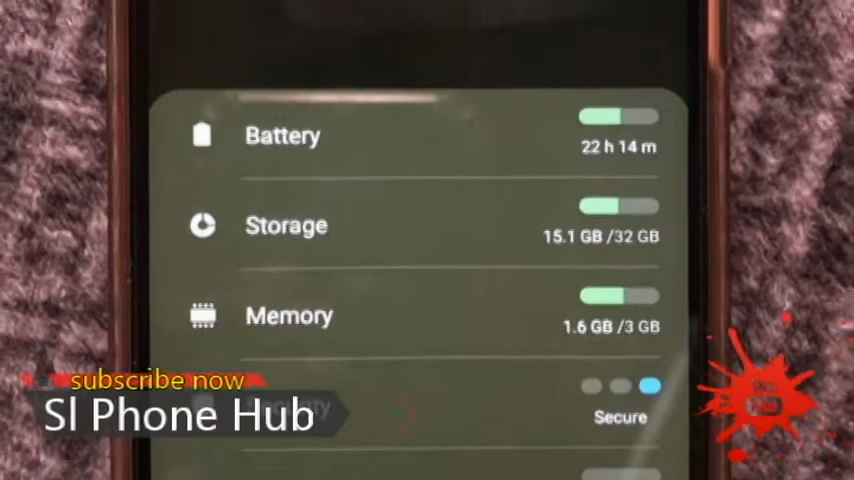 Battery
22 h 14 m
Storage
15.1 GB /32 GB
Memory
1.6 GB /3 GB
Security
Secure
subscribe now
Sl Phone Hub